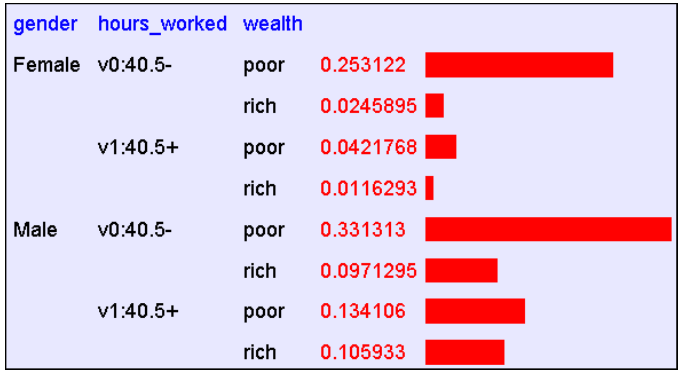 gender hours_worked wealth
Female v0:40.5- poor 0.253122
rich 0.0245895
v1:40.5+ poor 0.0421768
rich 0.0116293
Male v0:40.5- poor 0.331313
rich 0.0971295
v1:40.5+ poor 0.134106
rich 0.105933